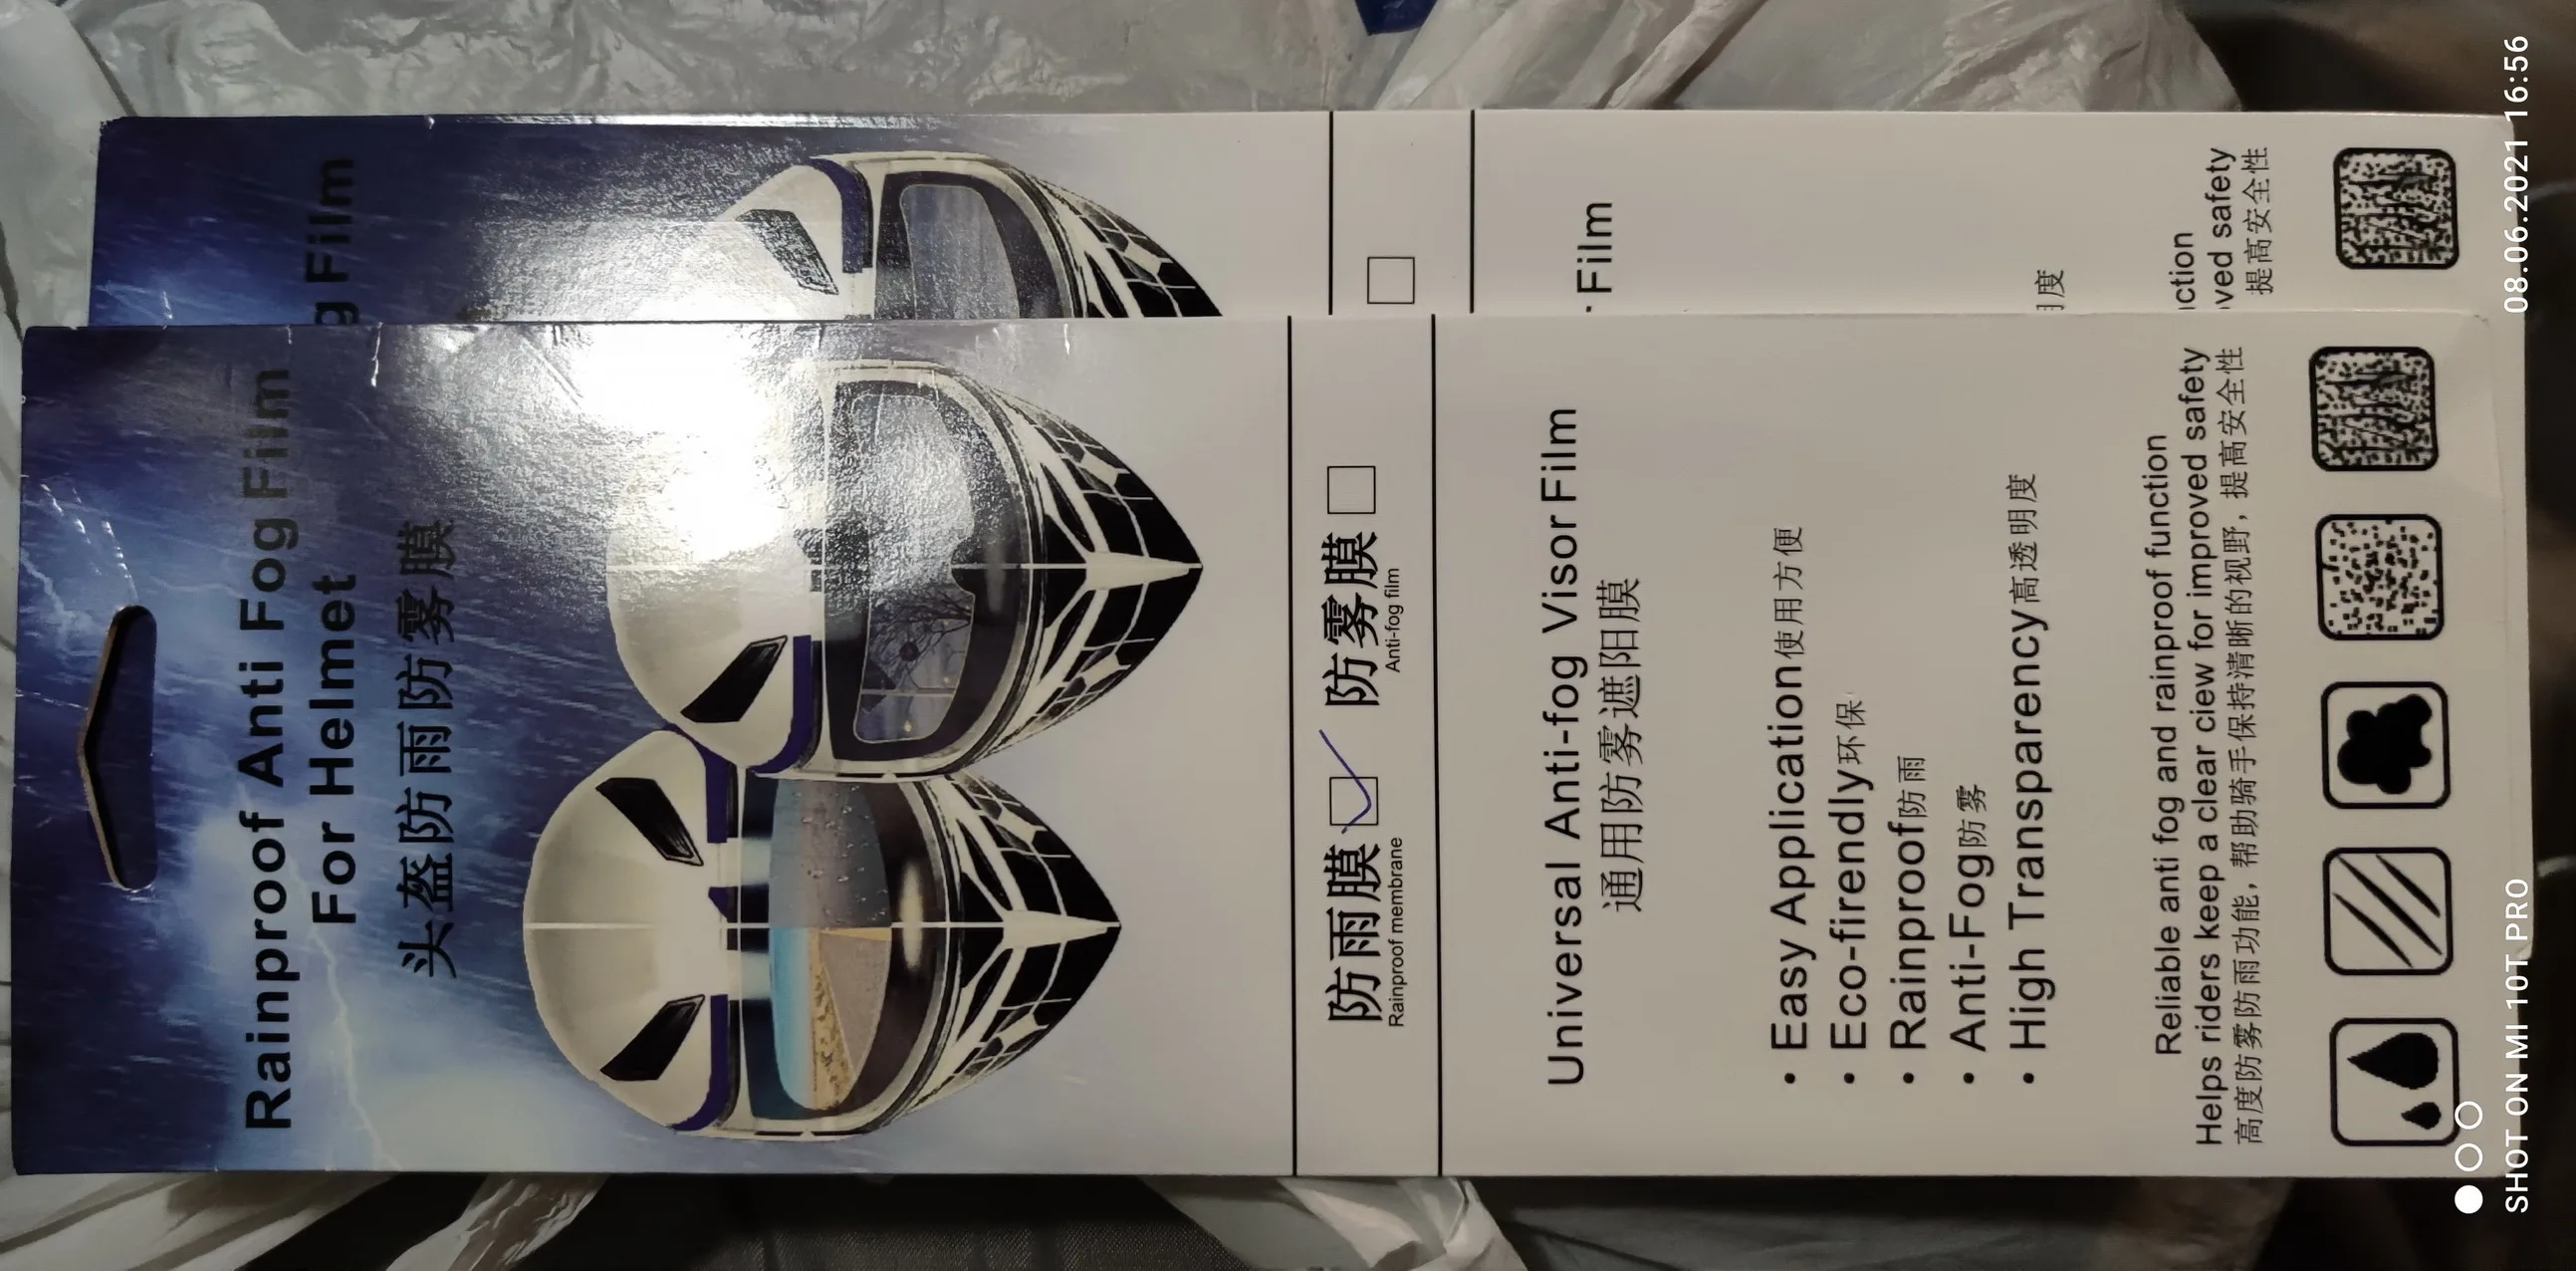 Rainproof Anti Fog Film
For Helmet
头盔防雨防雾膜
防雨膜
Rainproof membrane
防雾膜
Anti-fog film
Universal Anti-fog Visor Film
通用防雾遮阳膜
• Easy Application使用方便
• Eco-firendly环保
• Rainproof防雨
• Anti-Fog防雾
• High Transparency高透明度
Reliable anti fog and rainproof function
Helps riders keep a clear ciew for improved safety
高度防雾防雨功能，帮助骑手保持清晰的视野，提高安全性
g Film
Film
明度
nction
ved safety
提高安全性
SHOT ON MI 10T PRO
08.06.2021 16:56